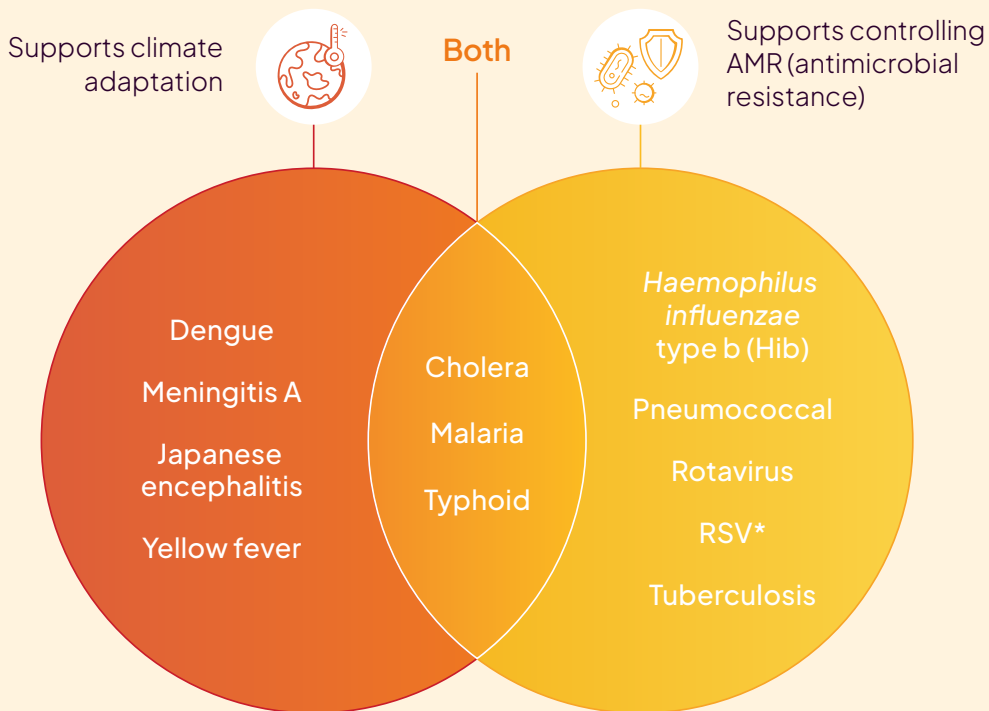 Supports climate
adaptation
Both
Supports controlling
AMR (antimicrobial
resistance)
Dengue
Meningitis A
Japanese
encephalitis
Yellow fever
Cholera
Malaria
Typhoid
Haemophilus
influenzae
type b (Hib)
Pneumococcal
Rotavirus
RSV*
Tuberculosis